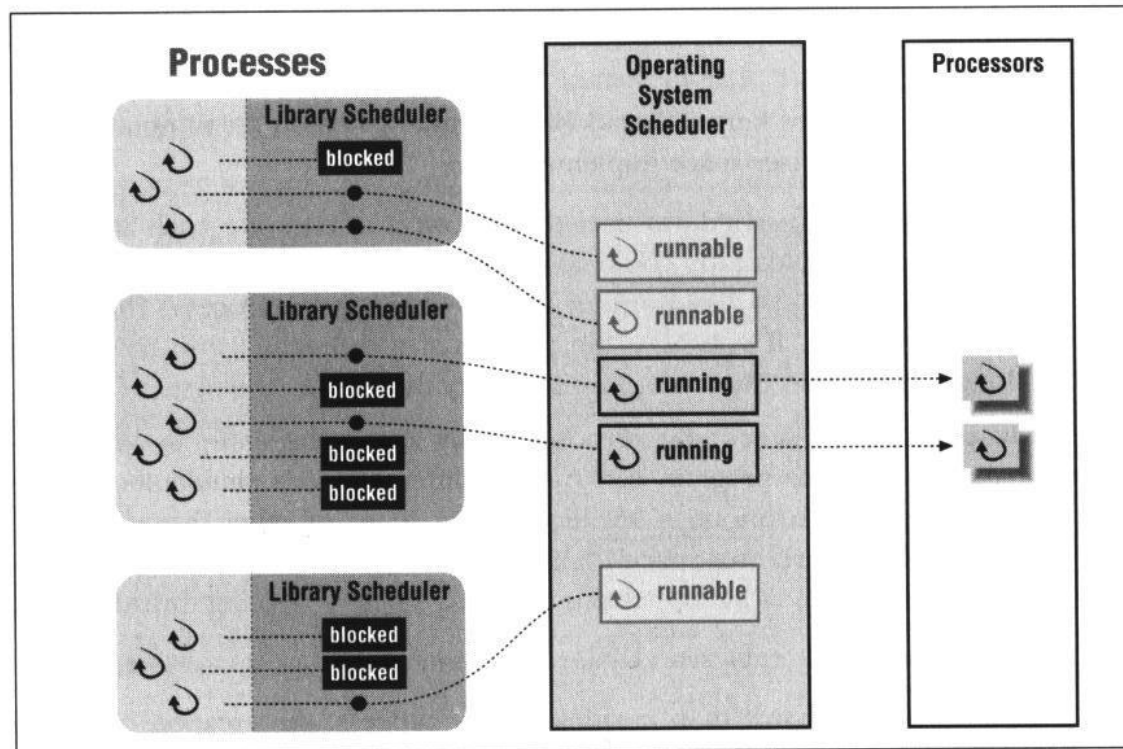 Processes
Library Scheduler
blocked
Library Scheduler
blocked
blocked
blocked
Library Scheduler
blocked
blocked
Operating
System
Scheduler
runnable
runnable
running
running
runnable
Processors